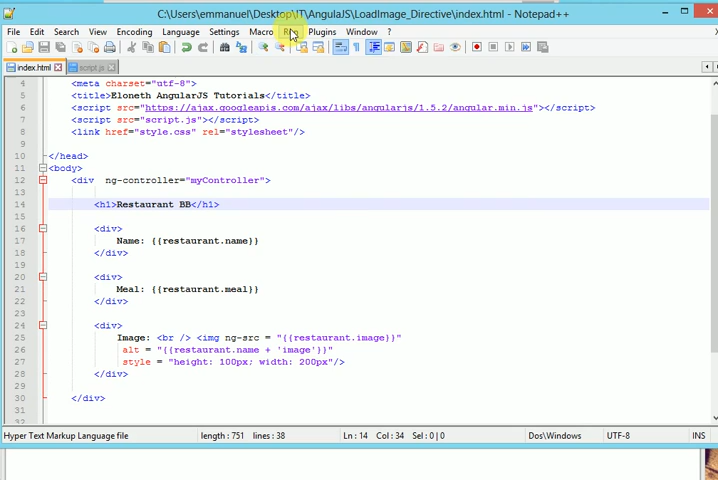 C:\Users\emmanuel\Desktop\IT\AngulaJS\LoadImage_Directive\index.html - Notepad++
File Edit Search View Encoding Language Settings Macro Run Plugins Window ?
index.html script.js
4 <meta charset="utf-8">
5 <title>Eloneth AngularJS Tutorials</title>
6 <script src="https://ajax.googleapis.com/ajax/libs/angularjs/1.5.2/angular.min.js"></script>
7 <script src="script.js"></script>
8 <link href="style.css" rel="stylesheet"/>
9
10 </head>
11 <body>
12 <div ng-controller="myController">
13
14 <h1>Restaurant BB</h1>
15
16 <div>
17 Name: {{restaurant.name}}
18 </div>
19
20 <div>
21 Meal: {{restaurant.meal}}
22 </div>
23
24 <div>
25 Image: <br /> <img ng-src = "{{restaurant.image}}"
26 alt = "{{restaurant.name + 'image'}}"
27 style = "height: 100px; width: 200px"/>
28 </div>
29
30 </div>
31
32
Hyper Text Markup Language file length : 751 lines : 38 Ln : 14 Col : 34 Sel : 0 | 0 Dos\Windows UTF-8 INS